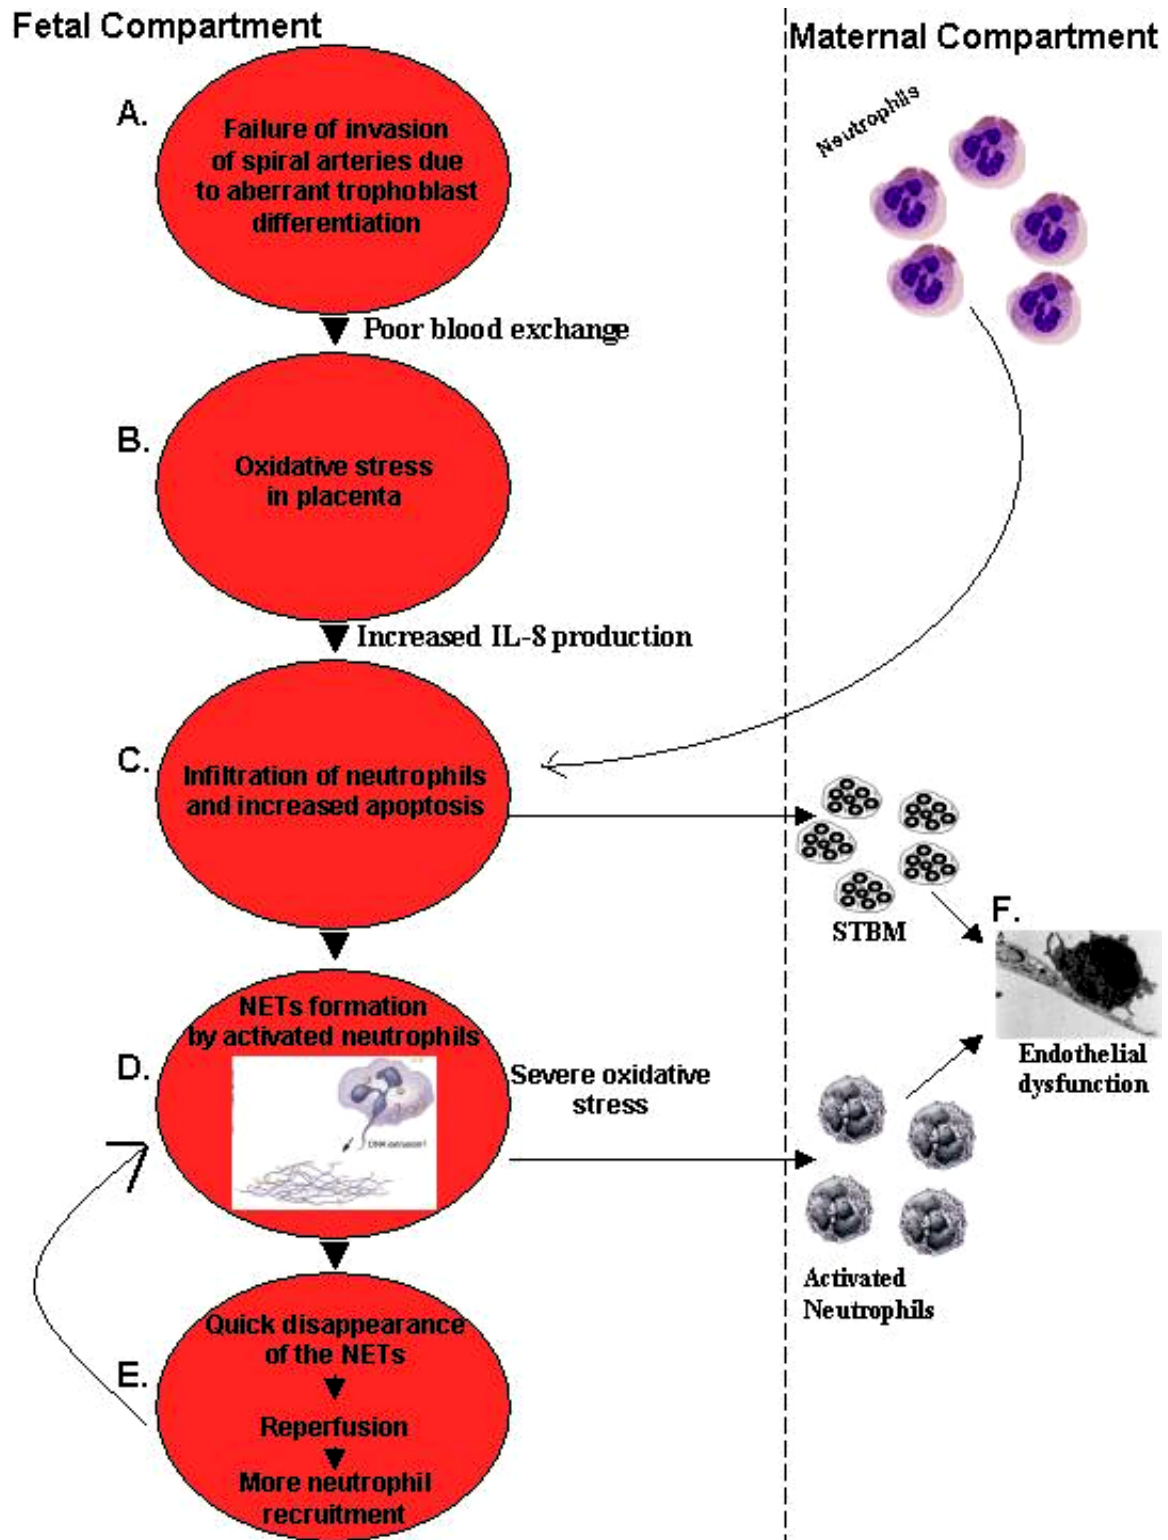 Fetal Compartment
Maternal Compartment
A.
Failure of invasion
of spiral arteries due
to aberrant trophoblast
differentiation
Neutrophils
Poor blood exchange
B.
Oxidative stress
in placenta
Increased IL-8 production
C.
Infiltration of neutrophils
and increased apoptosis
STBM
F.
Endothelial
dysfunction
D.
NETs formation
by activated neutrophils
DNA extrusion
Severe oxidative
stress
Activated
Neutrophils
E.
Quick disappearance
of the NETs
Reperfusion
More neutrophil
recruitment